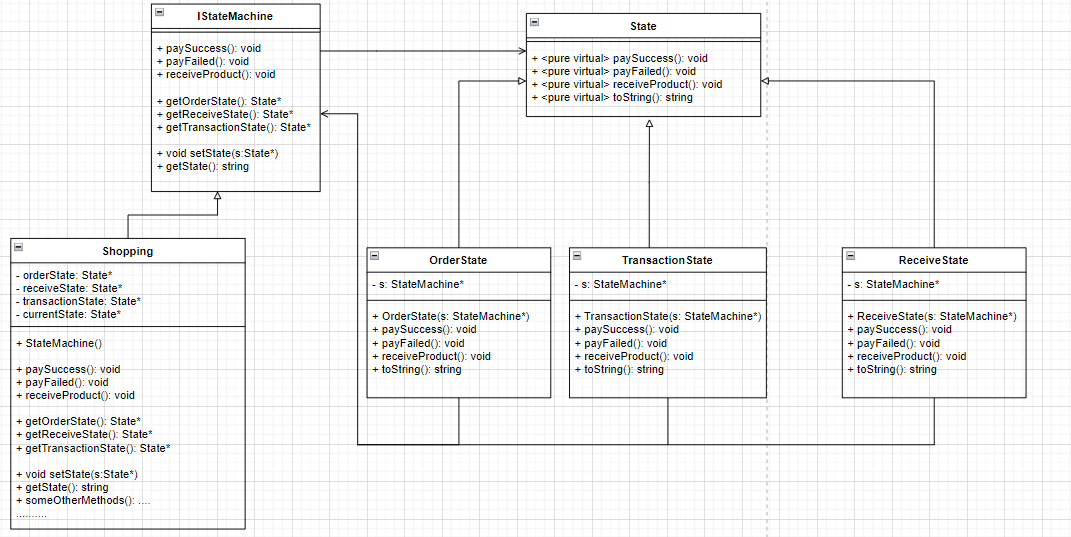 IStateMachine
+ paySuccess(): void
+ payFailed(): void
+ receiveProduct(): void
+ getOrderState(): State*
+ getReceiveState(): State*
+ getTransactionState(): State*
+ void setState(s:State*)
+ getState(): string
State
+ <pure virtual> paySuccess(): void
+ <pure virtual> payFailed(): void
+ <pure virtual> receiveProduct(): void
+ <pure virtual> toString(): string
Shopping
- orderState: State*
- receiveState: State*
- transactionState: State*
- currentState: State*
+ StateMachine()
+ paySuccess(): void
+ payFailed(): void
+ receiveProduct(): void
+ getOrderState(): State*
+ getReceiveState(): State*
+ getTransactionState(): State*
+ void setState(s:State*)
+ getState(): string
+ someOtherMethods(): ....
..........
OrderState
- s: StateMachine*
+ OrderState(s: StateMachine*)
+ paySuccess(): void
+ payFailed(): void
+ receiveProduct(): void
+ toString(): string
TransactionState
- s: StateMachine*
+ TransactionState(s: StateMachine*)
+ paySuccess(): void
+ payFailed(): void
+ receiveProduct(): void
+ toString(): string
ReceiveState
- s: StateMachine*
+ ReceiveState(s: StateMachine*)
+ paySuccess(): void
+ payFailed(): void
+ receiveProduct(): void
+ toString(): string